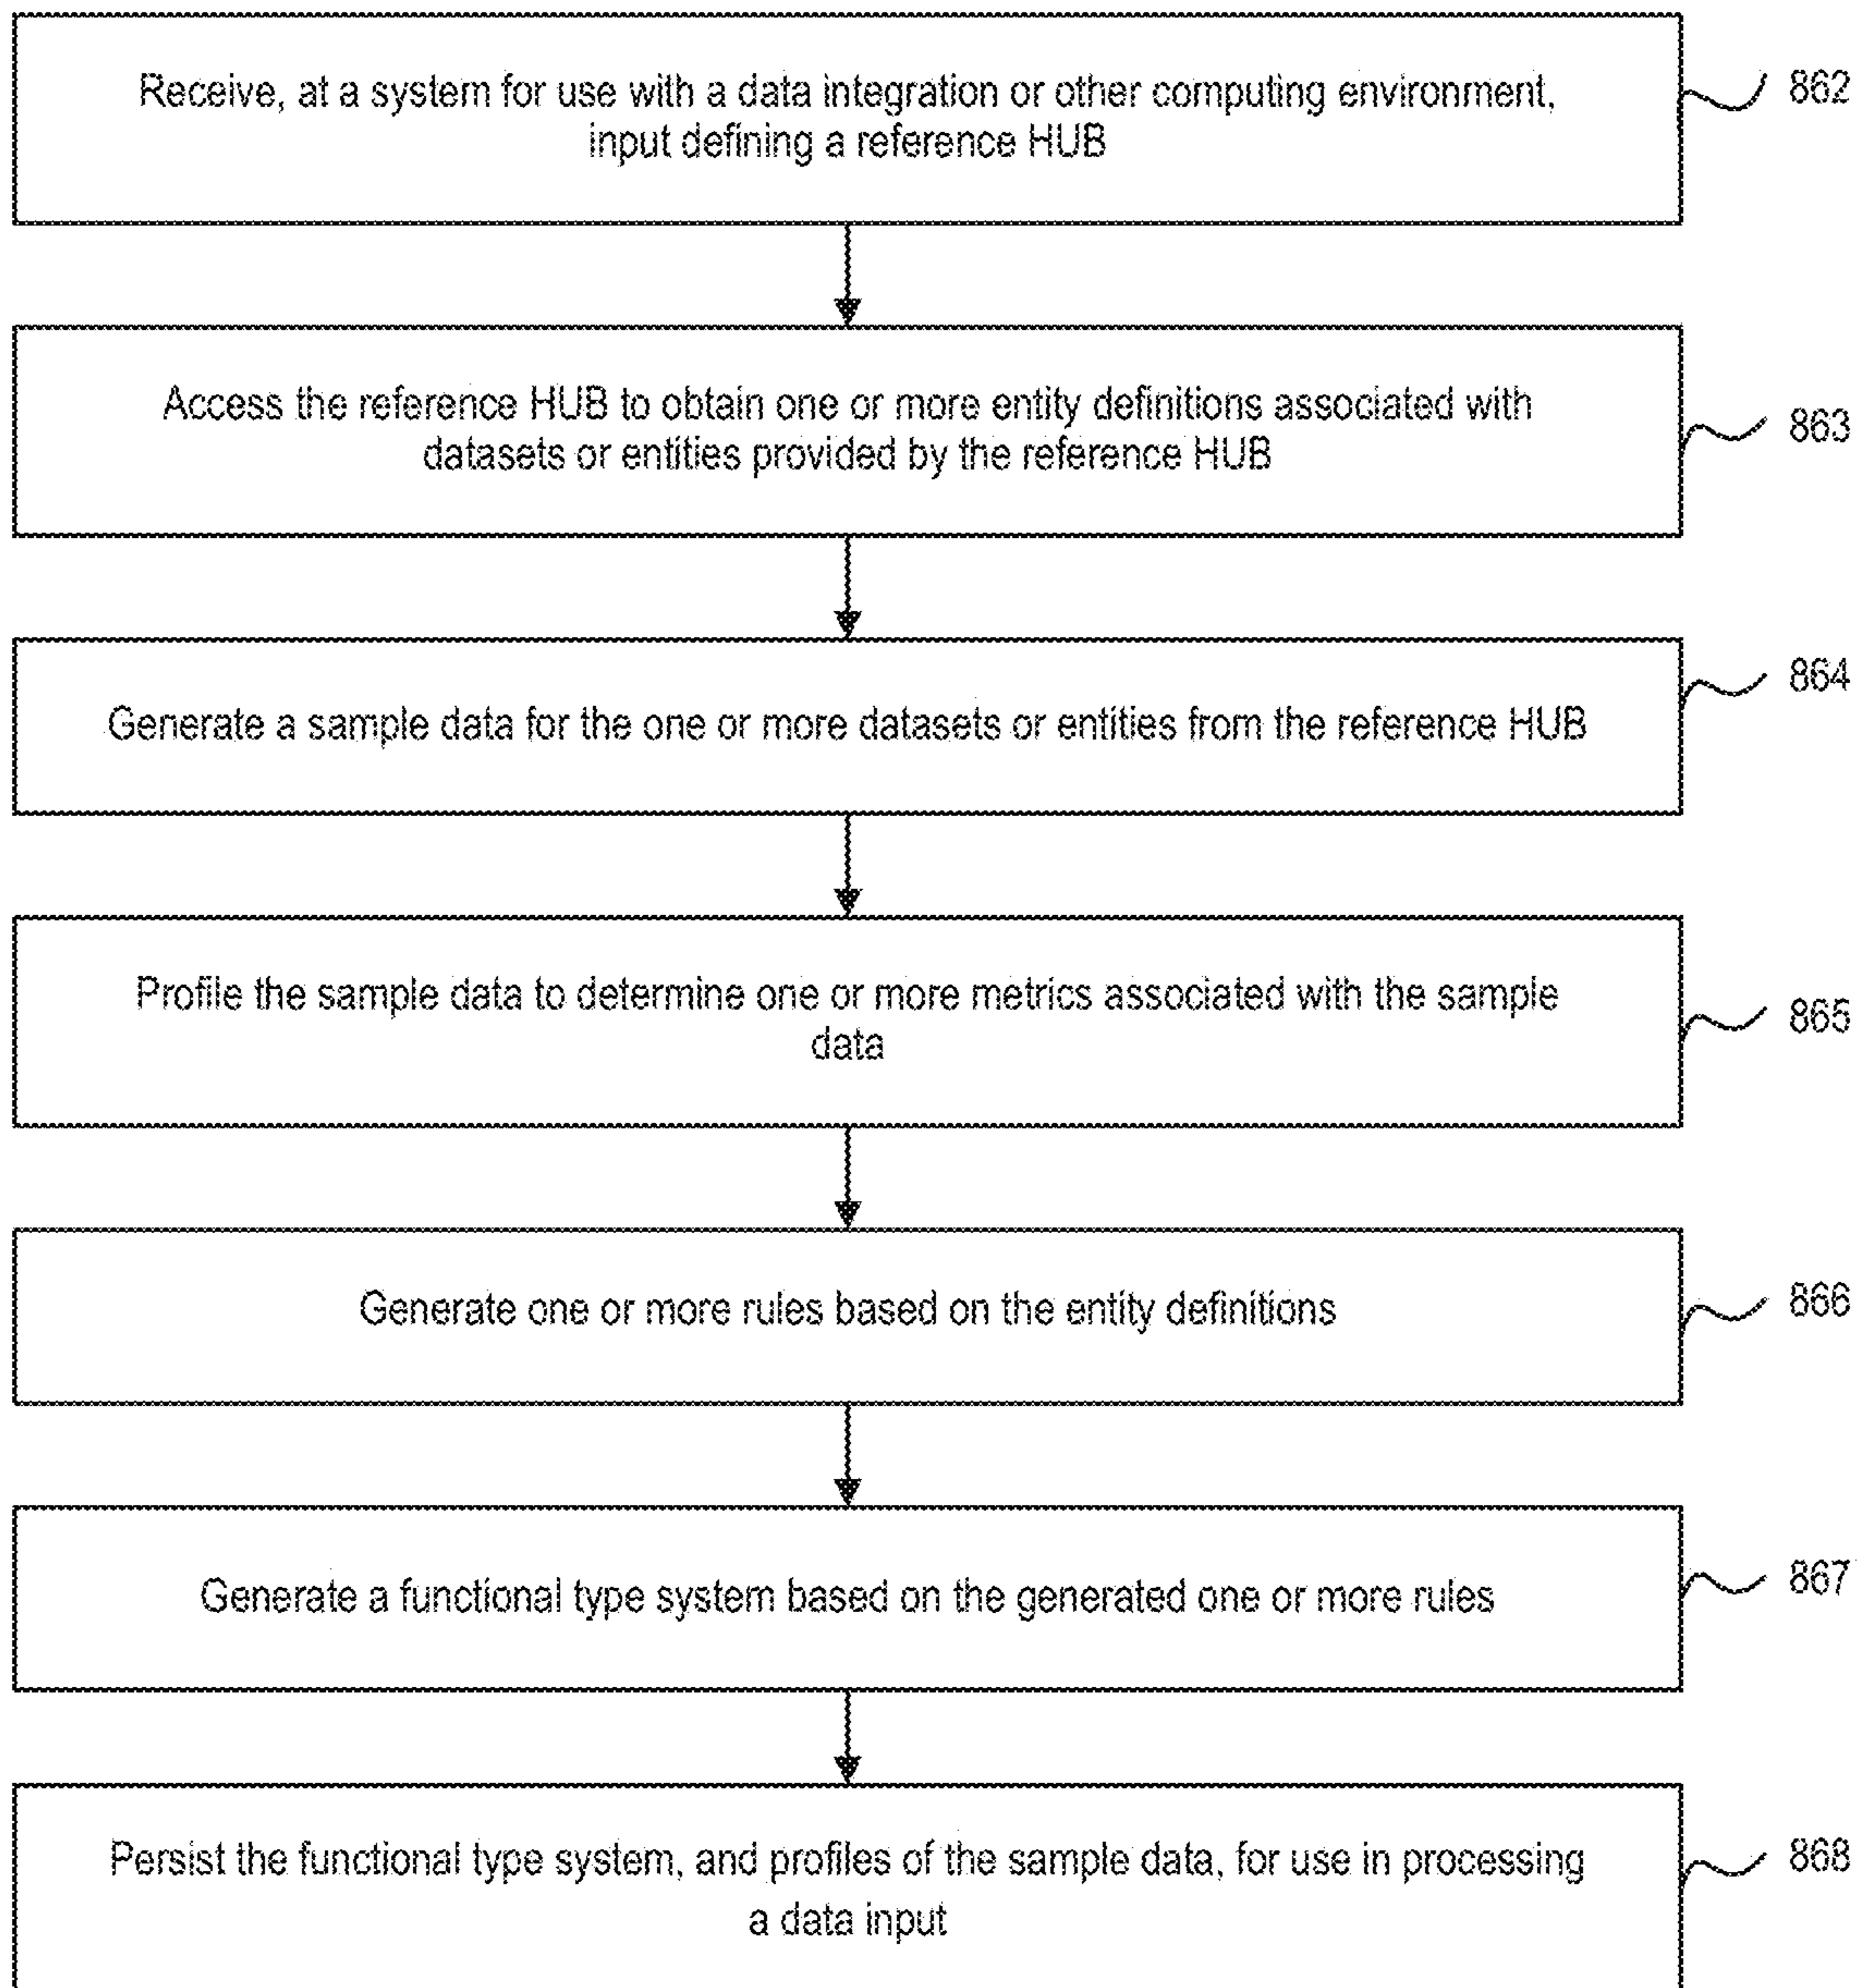 Receive, at a system for use with a data integration or other computing environment,
input defining a reference HUB
862
Access the reference HUB to obtain one or more entity definitions associated with
datasets or entities provided by the reference HUB
863
Generate a sample data for the one or more datasets or entities from the reference HUB
864
Profile the sample data to determine one or more metrics associated with the sample
data
865
Generate one or more rules based on the entity definitions
866
Generate a functional type system based on the generated one or more rules
867
Persist the functional type system, and profiles of the sample data, for use in processing
a data input
868